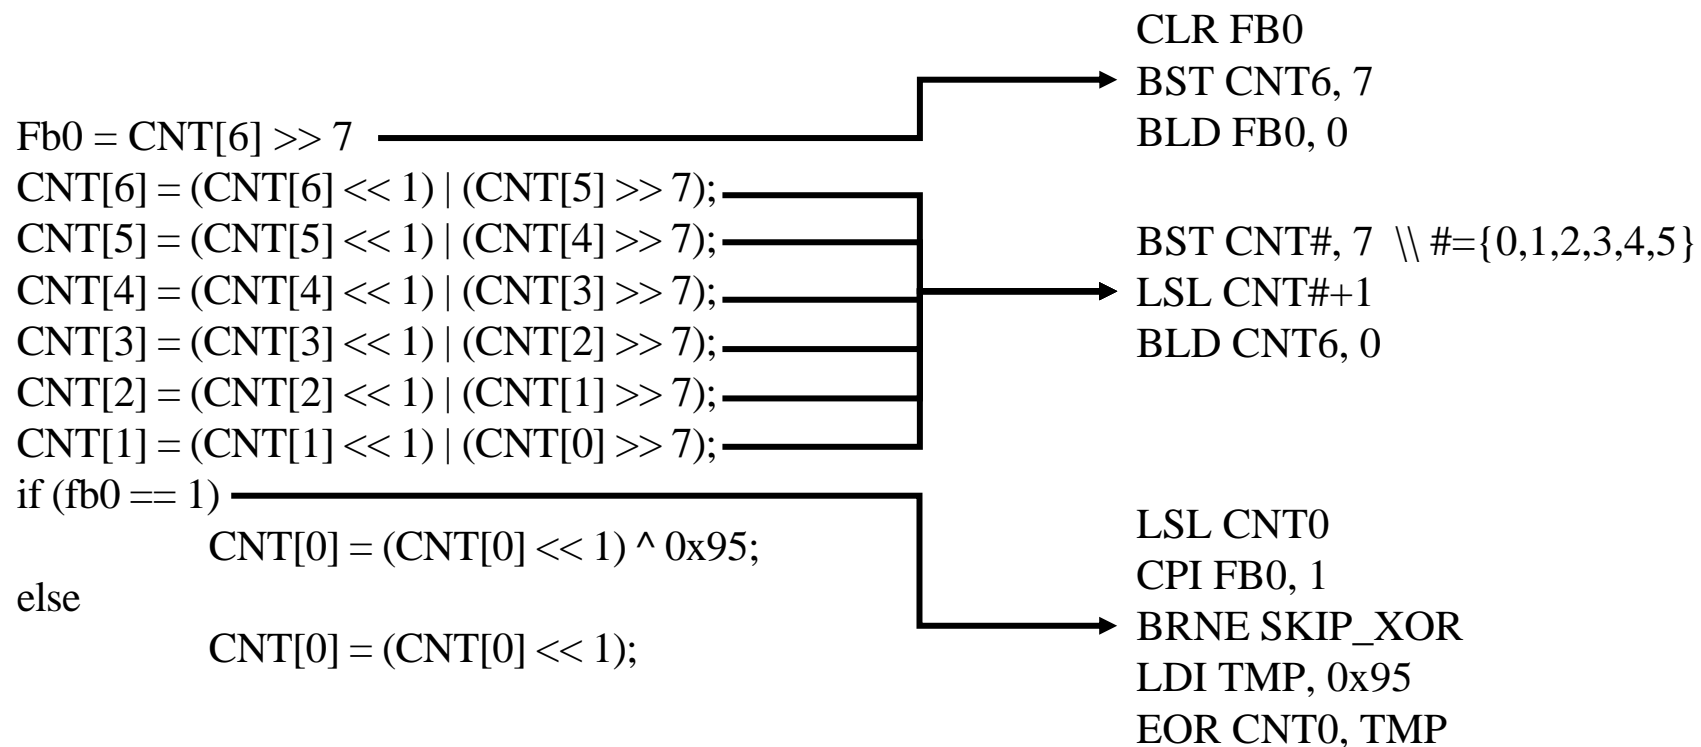 Fb0 = CNT[6] >> 7
CNT[6] = (CNT[6] << 1) | (CNT[5] >> 7);
CNT[5] = (CNT[5] << 1) | (CNT[4] >> 7);
CNT[4] = (CNT[4] << 1) | (CNT[3] >> 7);
CNT[3] = (CNT[3] << 1) | (CNT[2] >> 7);
CNT[2] = (CNT[2] << 1) | (CNT[1] >> 7);
CNT[1] = (CNT[1] << 1) | (CNT[0] >> 7);
if (fb0 == 1)
CNT[0] = (CNT[0] << 1) ^ 0x95;
else
CNT[0] = (CNT[0] << 1);
CLR FB0
BST CNT6, 7
BLD FB0, 0
BST CNT#, 7 \\ #={0,1,2,3,4,5}
LSL CNT#+1
BLD CNT6, 0
LSL CNT0
CPI FB0, 1
BRNE SKIP_XOR
LDI TMP, 0x95
EOR CNT0, TMP